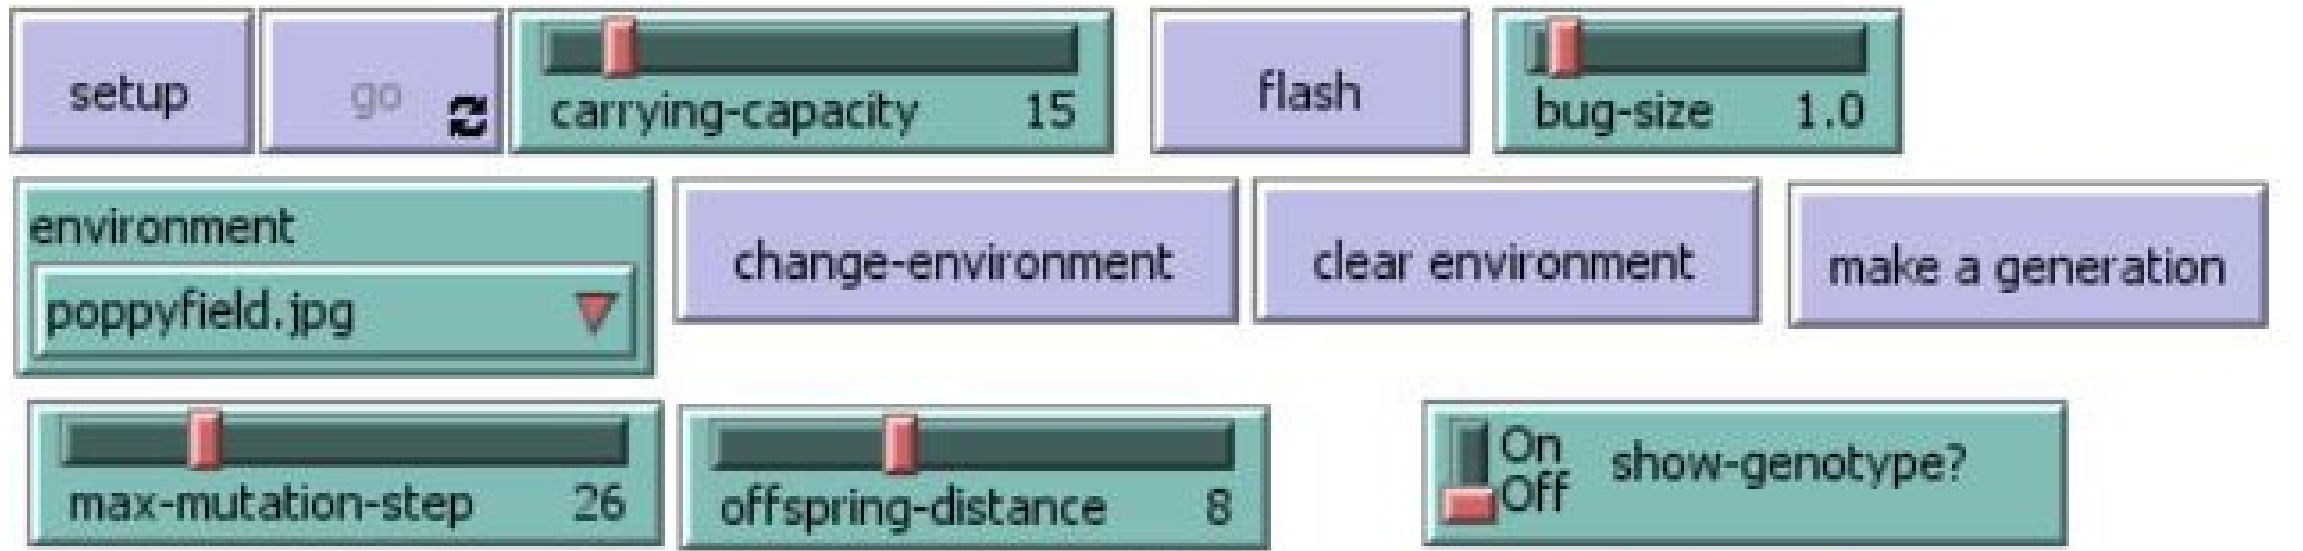 setup
go
carrying-capacity 15
flash
bug-size 1.0
environment
poppyfield.jpg
change-environment
clear environment
make a generation
max-mutation-step 26
offspring-distance 8
On
Off
show-genotype?